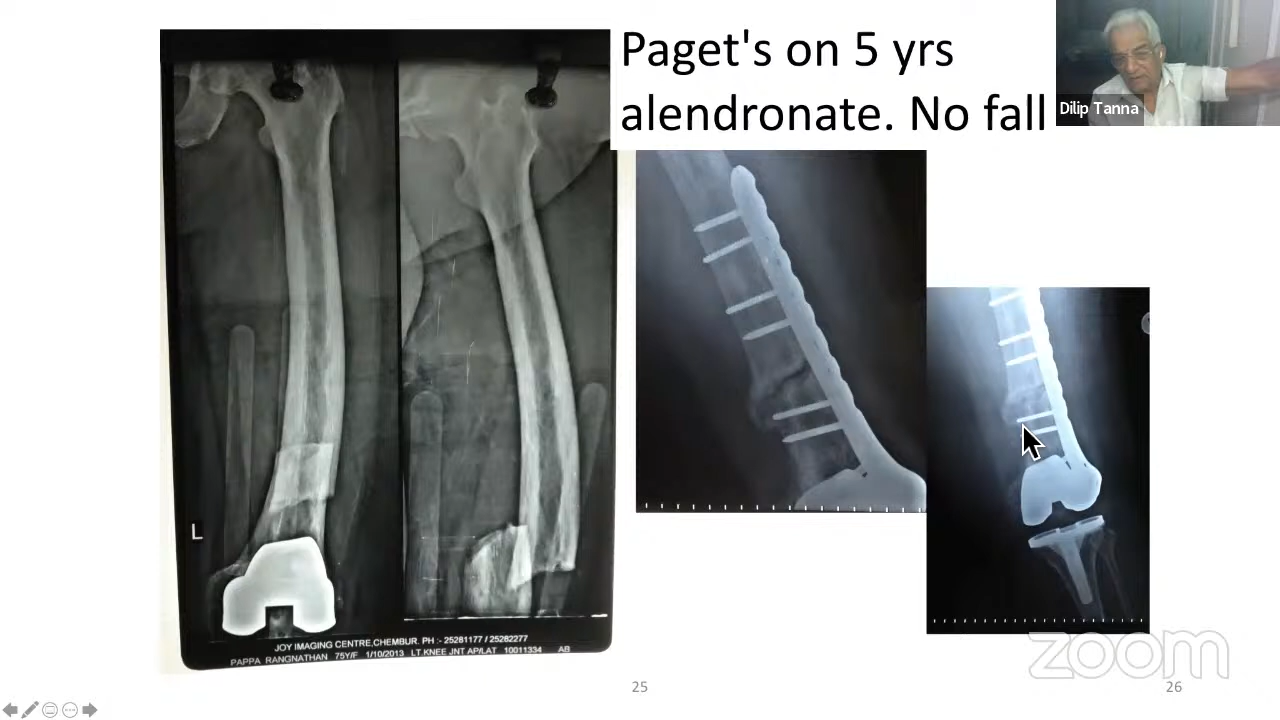 Paget's on 5 yrs
alendronate. No fall
Dilip Tanna
L
JOY IMAGING CENTRE,CHEMBUR. PH :- 25281177 / 25282277
PAPPA RANGNATHAN 75Y/F 1/10/2013 LT.KNEE JNT AP/LAT 10011334 AB
zoom
25
26